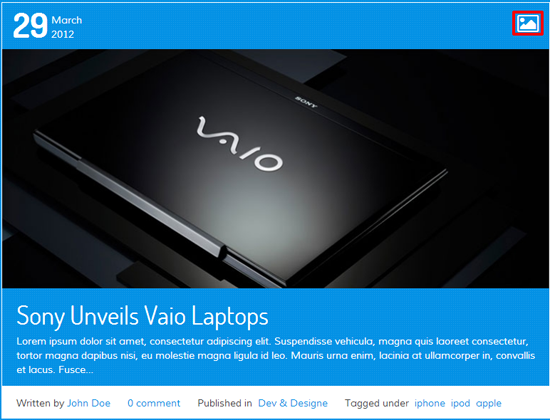 29 March
2012
SONY
VAIO
Sony Unveils Vaio Laptops
Lorem ipsum dolor sit amet, consectetur adipiscing elit. Suspendisse vehicula, magna quis laoreet consectetur,
tortor magna dapibus nisi, eu molestie magna ligula id leo. Mauris urna enim, lacinia at ullamcorper in, convallis
et lacus. Fusce...
Written by John Doe 0 comment Published in Dev & Designe Tagged under iphone ipod apple